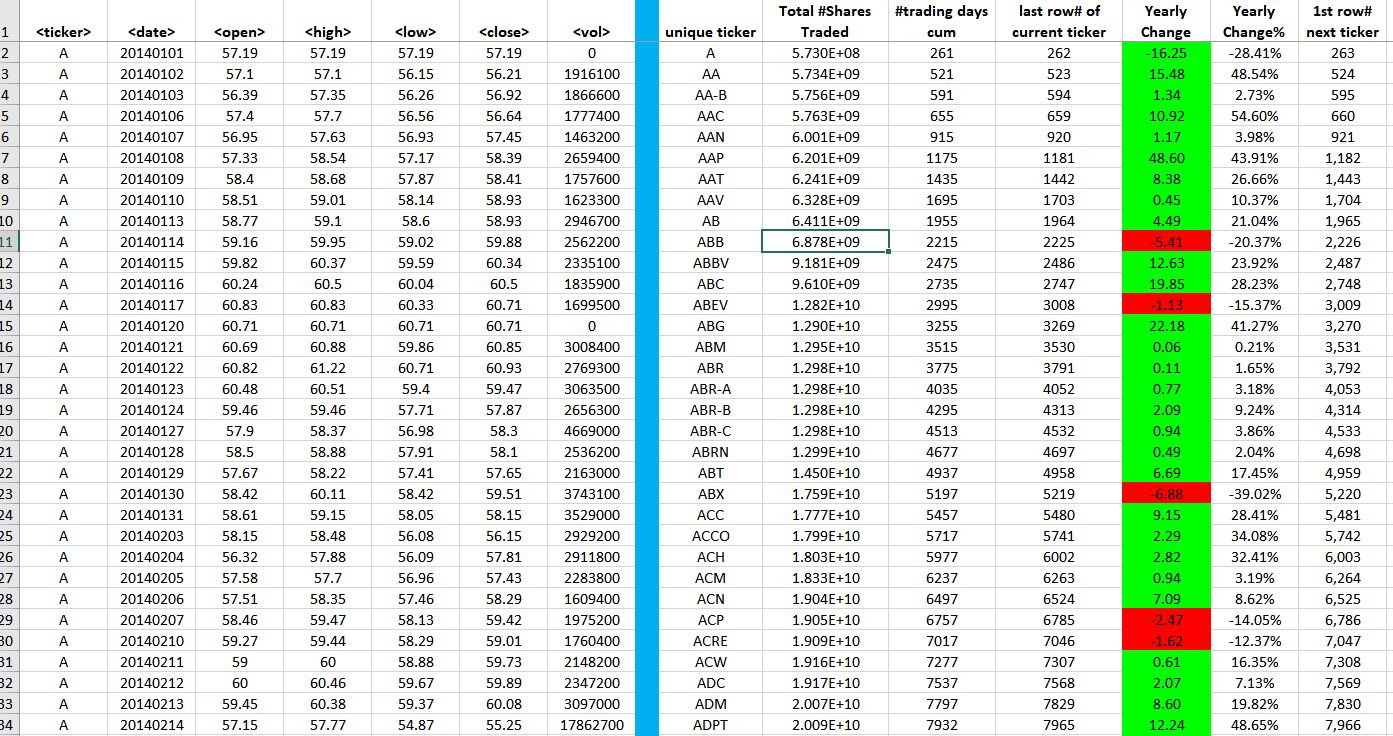 Total #Shares #trading days last row# of Yearly Yearly 1st row#
1 <ticker> <date> <open> <high> <low> <close> <vol> unique ticker Traded cum current ticker Change Change% next ticker
2 A 20140101 57.19 57.19 57.19 57.19 0 A 5.730E+08 261 262 -16.25 -28.41% 263
3 A 20140102 57.1 57.1 56.15 56.21 1916100 AA 5.734E+09 521 523 15.48 48.54% 524
4 A 20140103 56.39 57.35 56.26 56.92 1866600 AA-B 5.756E+09 591 594 1.34 2.73% 595
5 A 20140106 57.4 57.7 56.56 56.64 1777400 AAC 5.763E+09 655 659 10.92 54.60% 660
6 A 20140107 56.95 57.63 56.93 57.45 1463200 AAN 6.001E+09 915 920 1.17 3.98% 921
7 A 20140108 57.33 58.54 57.17 58.39 2659400 AAP 6.201E+09 1175 1181 48.60 43.91% 1,182
8 A 20140109 58.4 58.68 57.87 58.41 1757600 AAT 6.241E+09 1435 1442 8.38 26.66% 1,443
9 A 20140110 58.51 59.01 58.14 58.93 1623300 AAV 6.328E+09 1695 1703 0.45 10.37% 1,704
10 A 20140113 58.77 59.1 58.6 58.93 2946700 AB 6.411E+09 1955 1964 4.49 21.04% 1,965
11 A 20140114 59.16 59.95 59.02 59.88 2562200 ABB 6.878E+09 2215 2225 -5.41 -20.37% 2,226
12 A 20140115 59.82 60.37 59.59 60.34 2335100 ABBV 9.181E+09 2475 2486 12.63 23.92% 2,487
13 A 20140116 60.24 60.5 60.04 60.5 1835900 ABC 9.610E+09 2735 2747 19.85 28.23% 2,748
14 A 20140117 60.83 60.83 60.33 60.71 1699500 ABEV 1.282E+10 2995 3008 -1.13 -15.37% 3,009
15 A 20140120 60.71 60.71 60.71 60.71 0 ABG 1.290E+10 3255 3269 22.18 41.27% 3,270
16 A 20140121 60.69 60.88 59.86 60.85 3008400 ABM 1.295E+10 3515 3530 0.06 0.21% 3,531
17 A 20140122 60.82 61.22 60.71 60.93 2769300 ABR 1.298E+10 3775 3791 0.11 1.65% 3,792
18 A 20140123 60.48 60.51 59.4 59.47 3063500 ABR-A 1.298E+10 4035 4052 0.77 3.18% 4,053
19 A 20140124 59.46 59.46 57.71 57.87 2656300 ABR-B 1.298E+10 4295 4313 2.09 9.24% 4,314
20 A 20140127 57.9 58.37 56.98 58.3 4669000 ABR-C 1.298E+10 4513 4532 0.94 3.86% 4,533
21 A 20140128 58.5 58.88 57.91 58.1 2536200 ABRN 1.299E+10 4677 4697 0.49 2.04% 4,698
22 A 20140129 57.67 58.22 57.41 57.65 2163000 ABT 1.450E+10 4937 4958 6.69 17.45% 4,959
23 A 20140130 58.42 60.11 58.42 59.51 3743100 ABX 1.759E+10 5197 5219 -6.88 -39.02% 5,220
24 A 20140131 58.61 59.15 58.05 58.15 3529000 ACC 1.777E+10 5457 5480 9.15 28.41% 5,481
25 A 20140203 58.15 58.48 56.08 56.15 2929200 ACCO 1.799E+10 5717 5741 2.29 34.08% 5,742
26 A 20140204 56.32 57.88 56.09 57.81 2911800 ACH 1.803E+10 5977 6002 2.82 32.41% 6,003
27 A 20140205 57.58 57.7 56.96 57.43 2283800 ACM 1.833E+10 6237 6263 0.94 3.19% 6,264
28 A 20140206 57.51 58.35 57.46 58.29 1609400 ACN 1.904E+10 6497 6524 7.09 8.62% 6,525
29 A 20140207 58.46 59.47 58.13 59.42 1975200 ACP 1.905E+10 6757 6785 -2.47 -14.05% 6,786
30 A 20140210 59.27 59.44 58.29 59.01 1760400 ACRE 1.909E+10 7017 7046 -1.62 -12.37% 7,047
31 A 20140211 59 60 58.88 59.73 2148200 ACW 1.916E+10 7277 7307 0.61 16.35% 7,308
32 A 20140212 60 60.46 59.67 59.89 2347200 ADC 1.917E+10 7537 7568 2.07 7.13% 7,569
33 A 20140213 59.45 60.38 59.37 60.08 3097000 ADM 2.007E+10 7797 7829 8.60 19.82% 7,830
34 A 20140214 57.15 57.77 54.87 55.25 17862700 ADPT 2.009E+10 7932 7965 12.24 48.65% 7,966